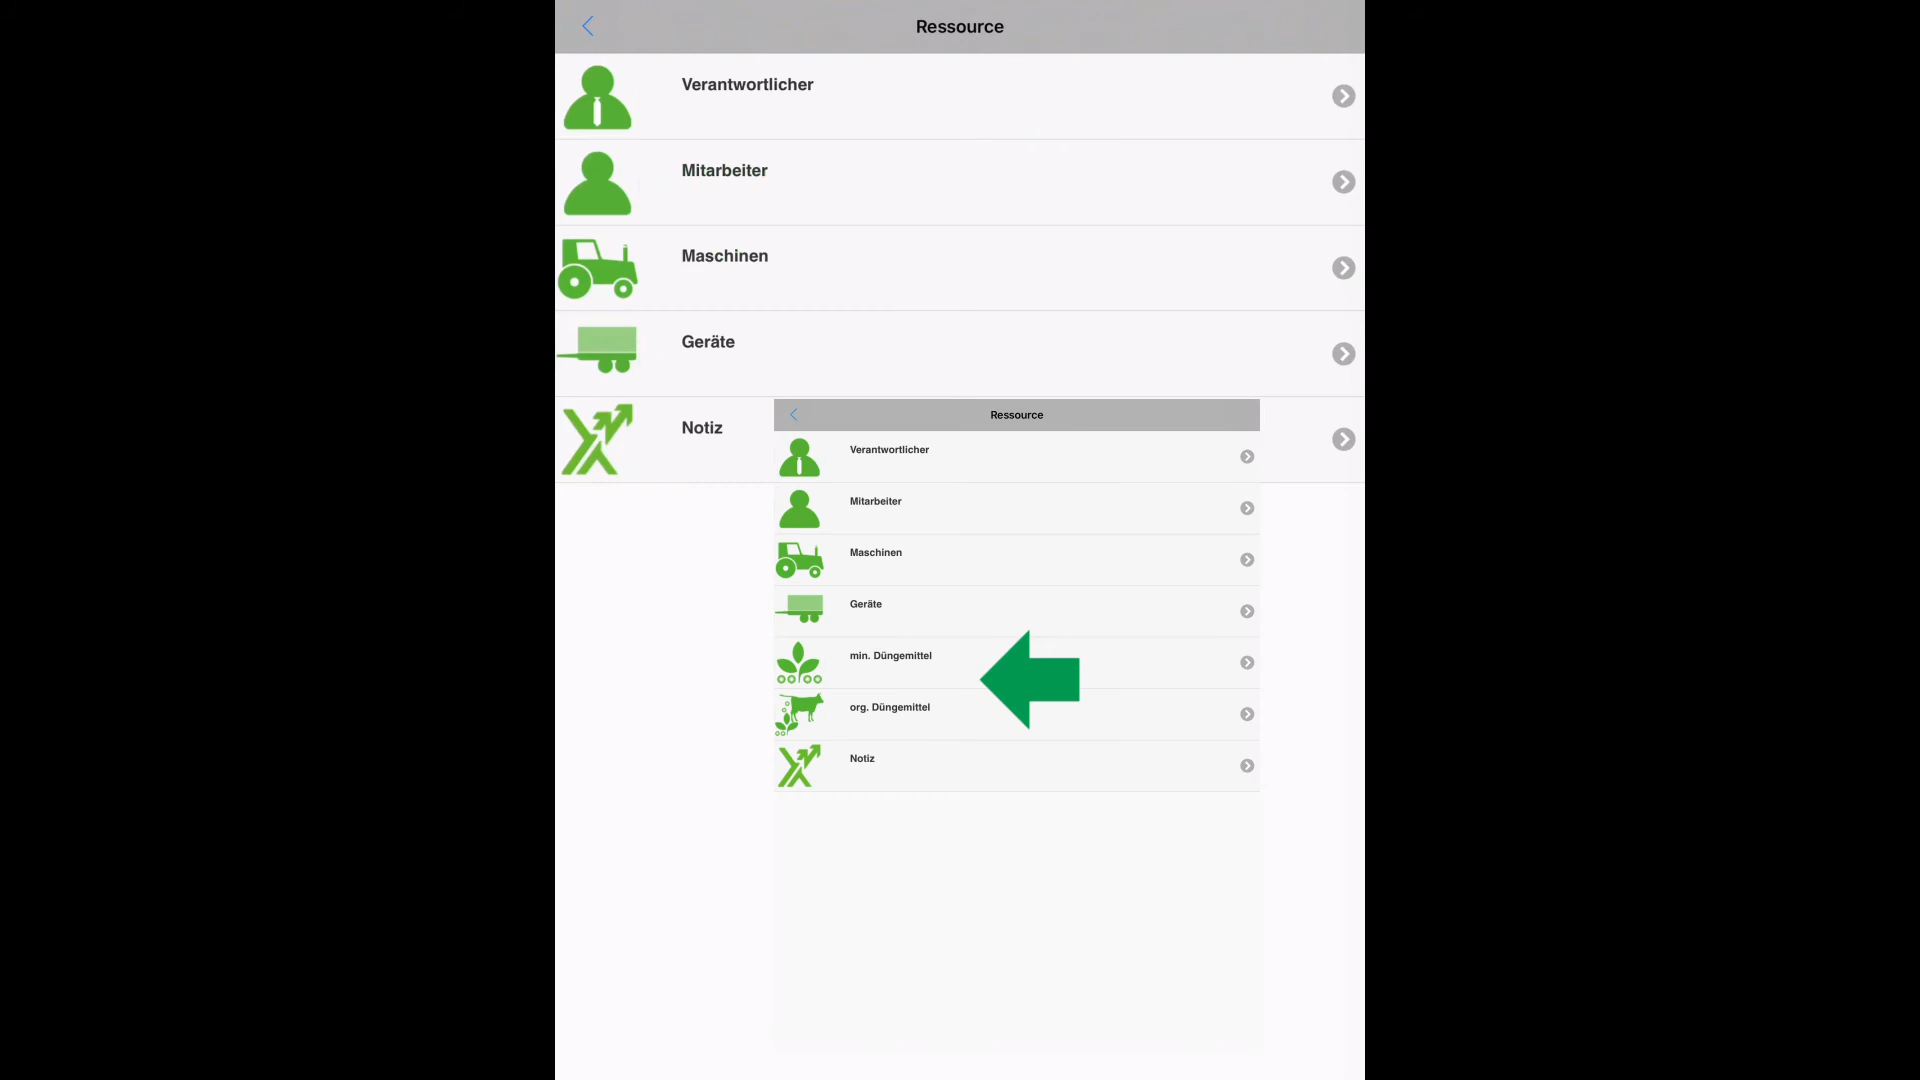 Ressource
Verantwortlicher
Mitarbeiter
Maschinen
Geräte
Notiz
Ressource
Verantwortlicher
Mitarbeiter
Maschinen
Geräte
min. Düngemittel
org. Düngemittel
Notiz